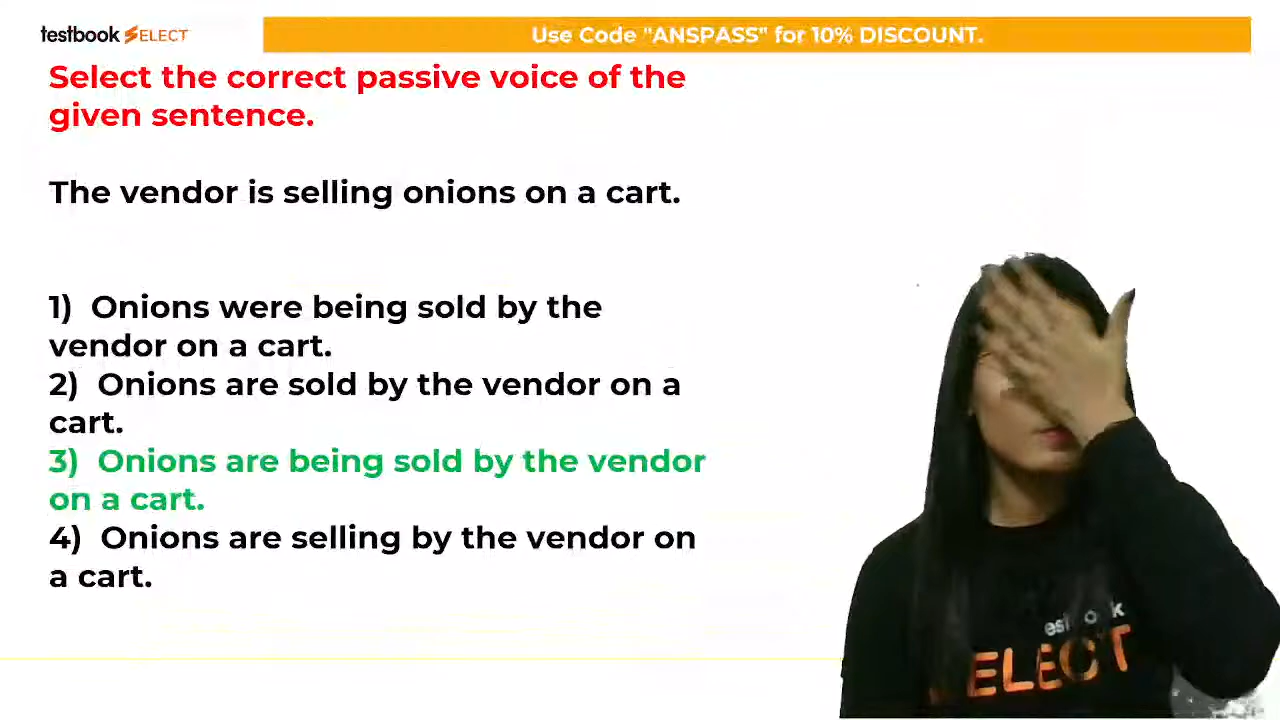 testbook SELECT
Use Code "ANSPASS" for 10% DISCOUNT.
Select the correct passive voice of the
given sentence.
The vendor is selling onions on a cart.
1) Onions were being sold by the
vendor on a cart.
2) Onions are sold by the vendor on a
cart.
3) Onions are being sold by the vendor
on a cart.
4) Onions are selling by the vendor on
a cart.
SELECT